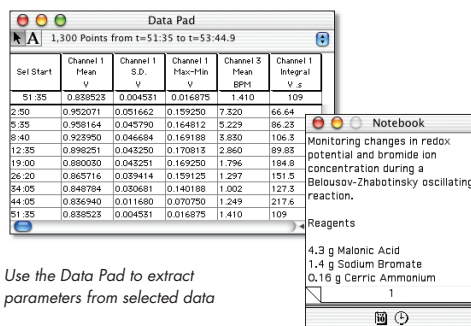 Data Pad
A 1,300 Points from t=51:35 to t=53:44.9
Sel Start Channel 1 Mean V Channel 1 S.D. V Channel 1 Max-Min V Channel 3 Mean BPM Channel 1 Integral V.s
51:35 0.838523 0.004531 0.016875 1.410 109
2:50 0.952071 0.051662 0.159250 7.320 66.64
5:35 0.958164 0.045790 0.164812 5.229 86.23
8:40 0.923950 0.046684 0.169188 3.830 106.3
12:35 0.898251 0.043250 0.170813 2.860 89.83
19:00 0.880030 0.043251 0.169250 1.796 184.8
26:20 0.865716 0.039414 0.159125 1.297 151.5
34:05 0.848784 0.030681 0.140188 1.002 127.3
44:05 0.836940 0.011680 0.070750 1.249 217.6
51:35 0.838523 0.004531 0.016875 1.410 109
Notebook
Monitoring changes in redox
potential and bromide ion
concentration during a
Belousov-Zhabotinsky oscillating
reaction.
Reagents
4.3 g Malonic Acid
1.4 g Sodium Bromate
0.16 g Cerric Ammonium
1
10
Use the Data Pad to extract
parameters from selected data